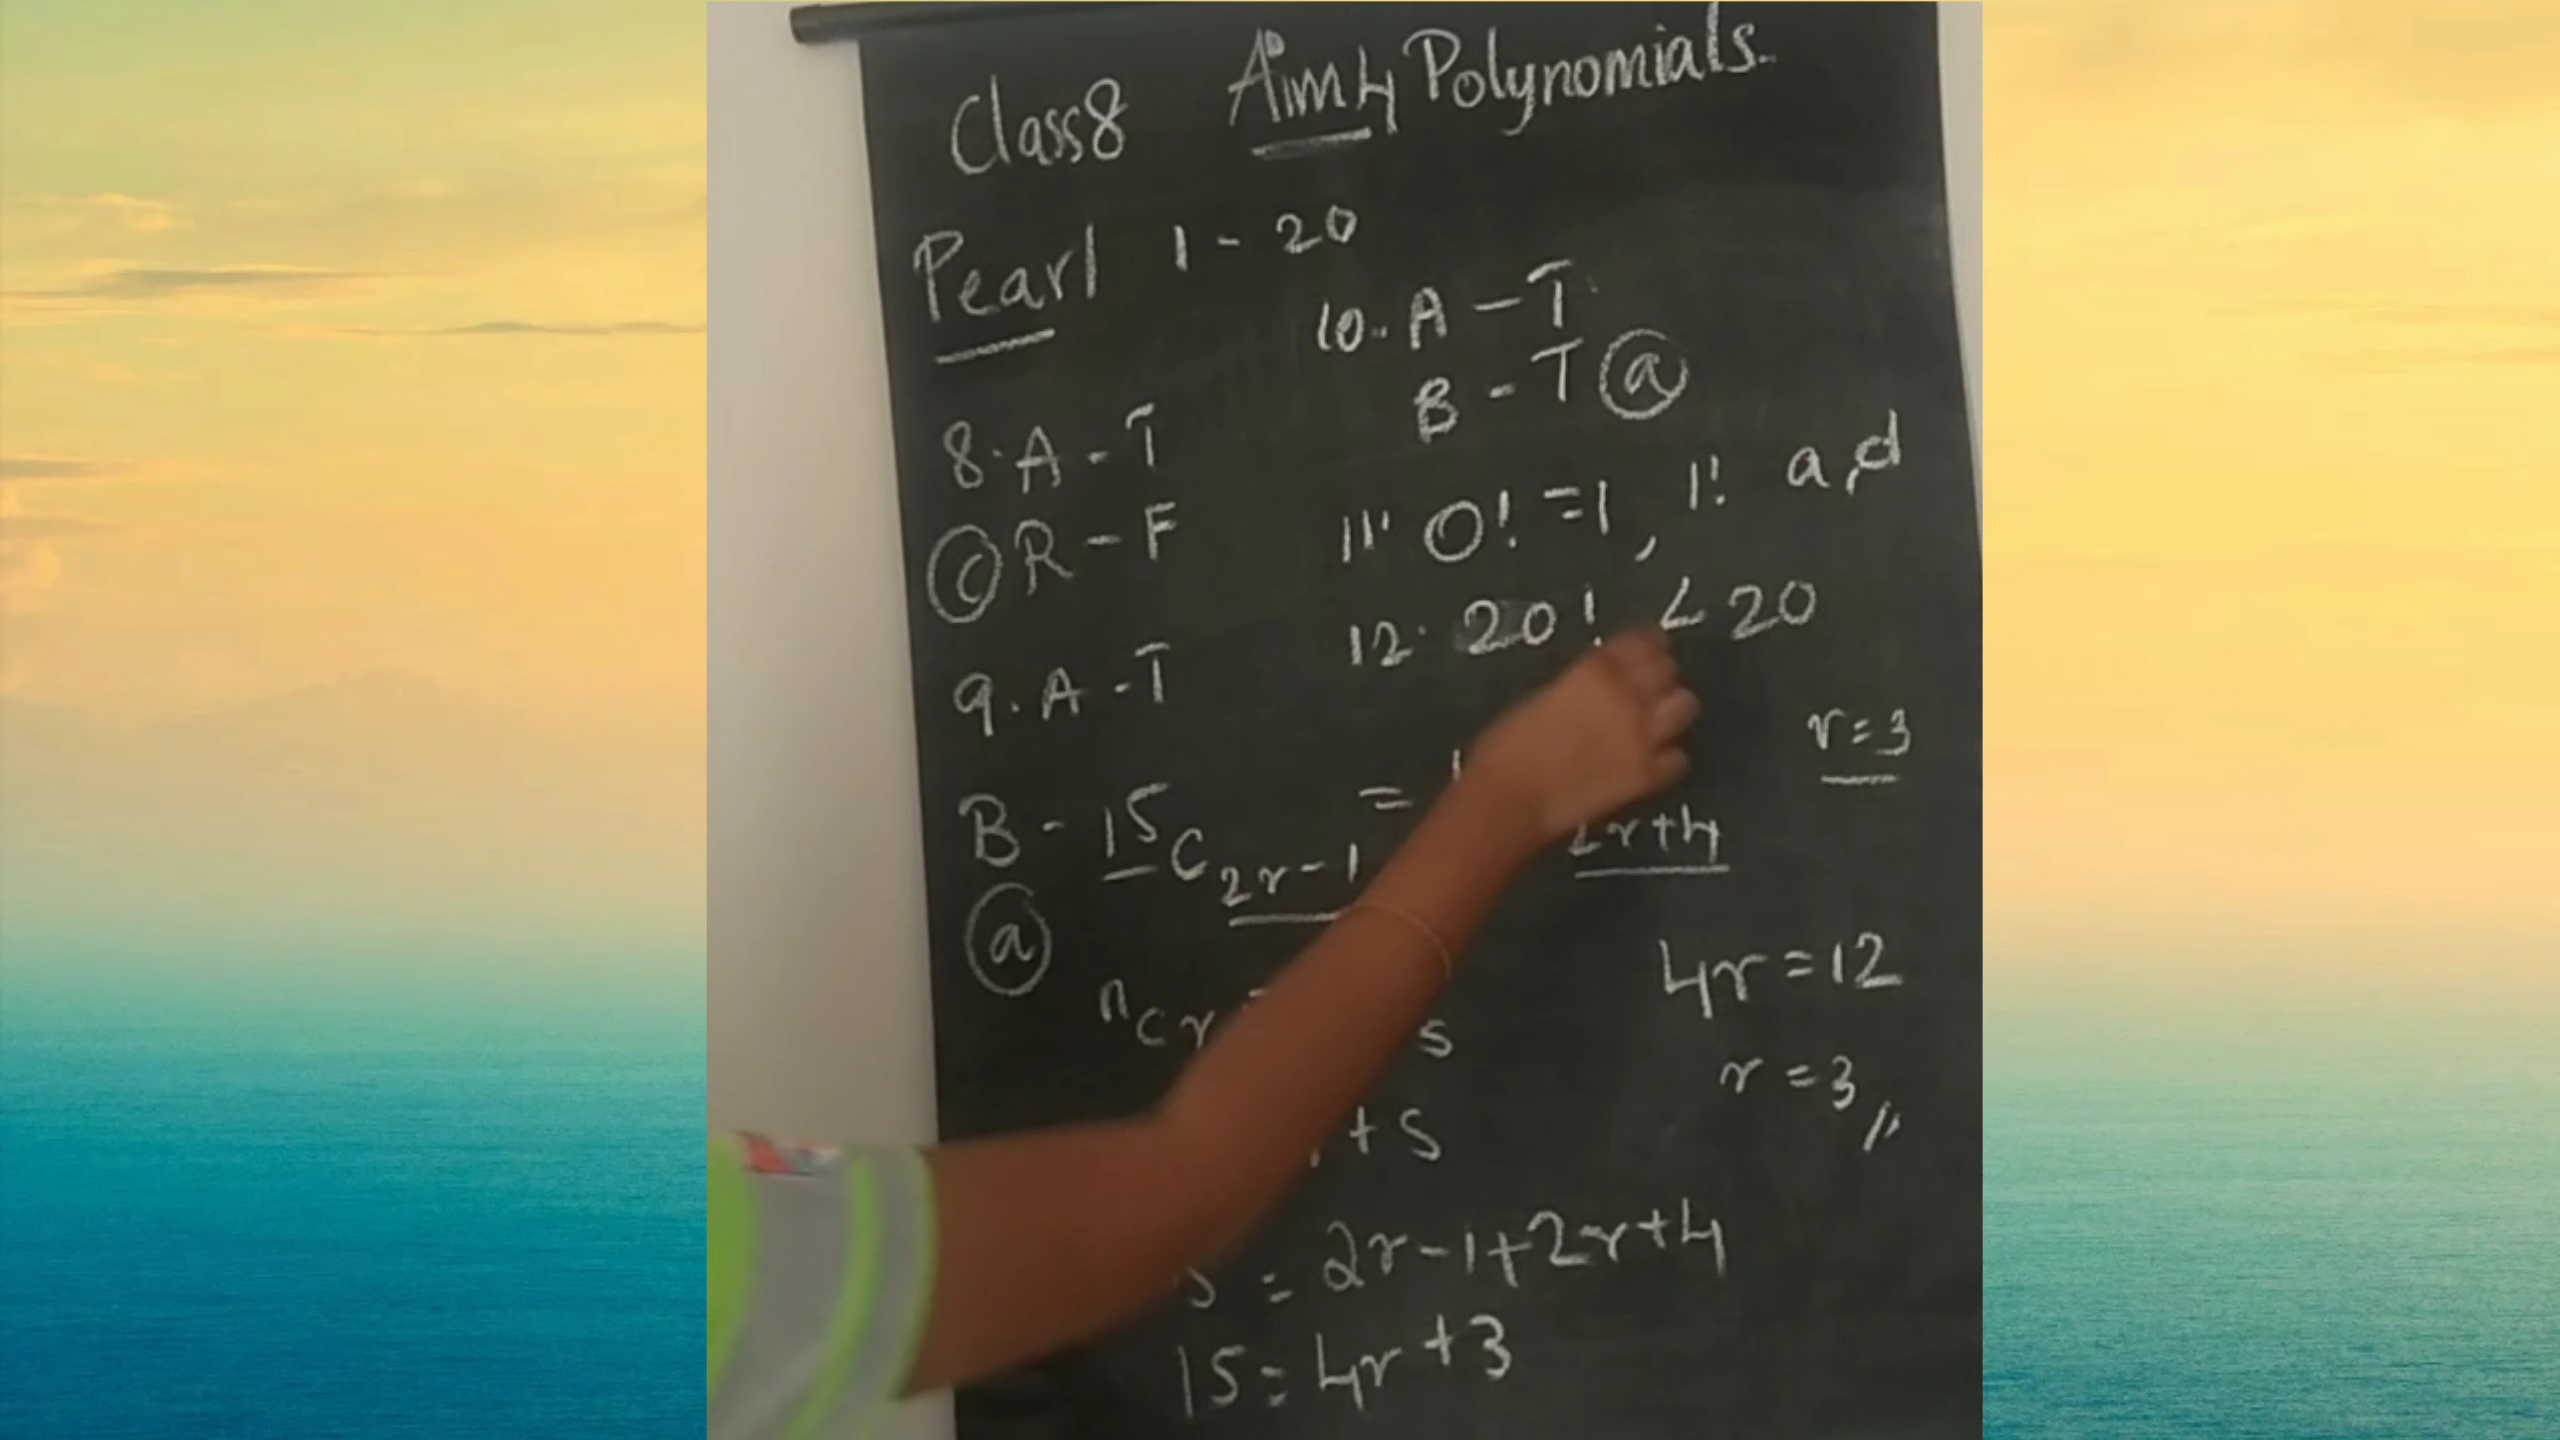 Class8 Aim4 Polynomials.
Pearl 1 - 20
8. A - T
(c) R - F
9. A - T
B - 15C2r-1 = 2r+4
(a)
nCr s
+ s
= 2r-1+2r+4
15 = 4r+3
10.. A - T
B - T (a)
11. 0! = 1, 1! a,d
12. 20! < 20
r = 3
4r = 12
r = 3 //